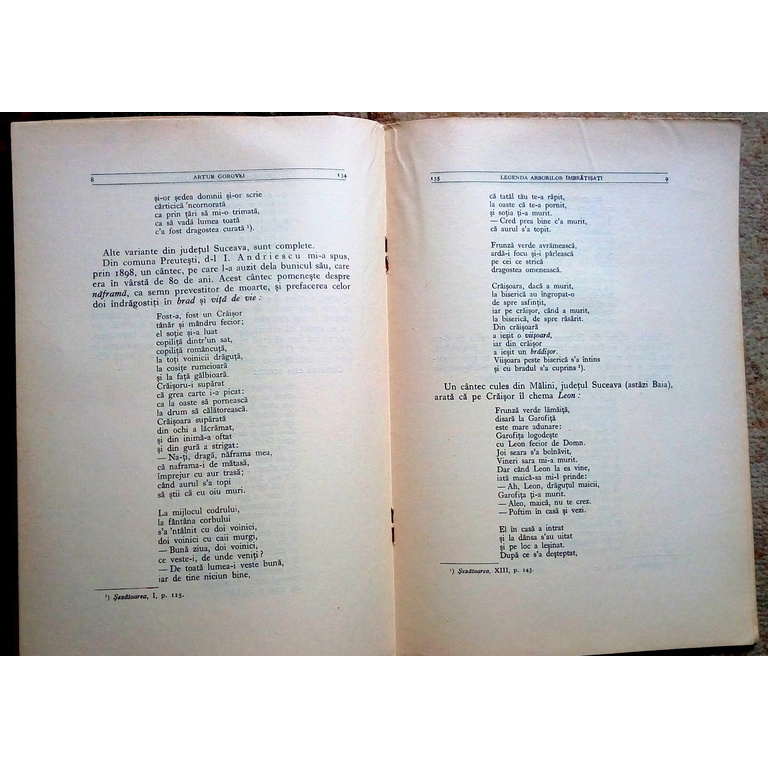 8 ARTUR GOROVEI 134
și-or ședea domnii și-or scrie
cărticică 'ncornorată
ca prin țări să mi-o trimată,
ca să vadă lumea toată
c'a fost dragostea curată ¹).
Alte variante din județul Suceava, sunt complete.
Din comuna Preutești, d-l I. Andriescu mi-a spus,
prin 1898, un cântec, pe care l-a auzit dela bunicul său, care
era în vârstă de 80 de ani. Acest cântec pomenește despre
năframă, ca semn prevestitor de moarte, și prefacerea celor
doi îndrăgostiți în brad și viță de vie :
Fost-a, fost un Crăișor
tânăr și mândru fecior;
el soție și-a luat
copiliță dintr'un sat,
copiliță româncuță,
la toți voinicii drăguță,
la cosițe rumeioară
și la față gălbioară.
Crăișoru-i supărat
că grea carte i-a picat:
ca la oaste să pornească
la drum să călătorească.
Crăișoara supărată
din ochi a lăcrămat,
și din inimă-a oftat
și din gură a strigat:
— Na-ți, dragă, năframa mea,
că naframa-i de mătasă,
împrejur cu aur trasă;
când aurul s'a topi
să știi că eu oiu muri.
La mijlocul codrului,
la fântâna corbului
s'a 'ntâlnit cu doi voinici,
doi voinici cu caii murgi,
— Bună ziua, doi voinici,
ce veste-i, de unde veniți ?
— De toată lumea-i veste bună,
iar de tine niciun bine,
¹) Șezătoarea, I, p. 115.
135 LEGENDA ARBORILOR ÎMBRĂȚIȘAȚI 9
că tatăl tău te-a răpit,
la oaste că te-a pornit,
și soția ți-a murit.
— Cred prea bine c'a murit,
că aurul s'a topit.
Frunză verde avrămească,
ardă-i focu și-i pârlească
pe cei ce strică
dragostea omenească.
Crăișoara, dacă a murit,
la biserică au îngropat-o
de spre asfințit,
iar pe crăișor, când a murit,
la biserică, de spre răsărit.
Din crăișoară
a ieșit o viișoară,
iar din crăișor
a ieșit un brădișor.
Viișoara peste biserică s'a întins
și cu bradul s'a cuprins ¹).
Un cântec cules din Mălini, județul Suceava (astăzi Baia),
arată că pe Crăișor îl chema Leon :
Frunză verde lămâiță,
disară la Garofiță
este mare adunare:
Garofița logodește
cu Leon fecior de Domn.
Joi seara s'a bolnăvit,
Vineri sara mi-a murit.
Dar când Leon la ea vine,
iată maică-sa mi-l prinde:
— Ah, Leon, drăguțul maicii,
Garofița ți-a murit.
— Aleo, maică, nu te crez.
— Poftim în casă și vezi.
El în casă a intrat
și la dânsa s'au uitat
și pe loc a leșinat.
După ce s'a deșteptat,
¹) Șezătoarea, XIII, p. 143.